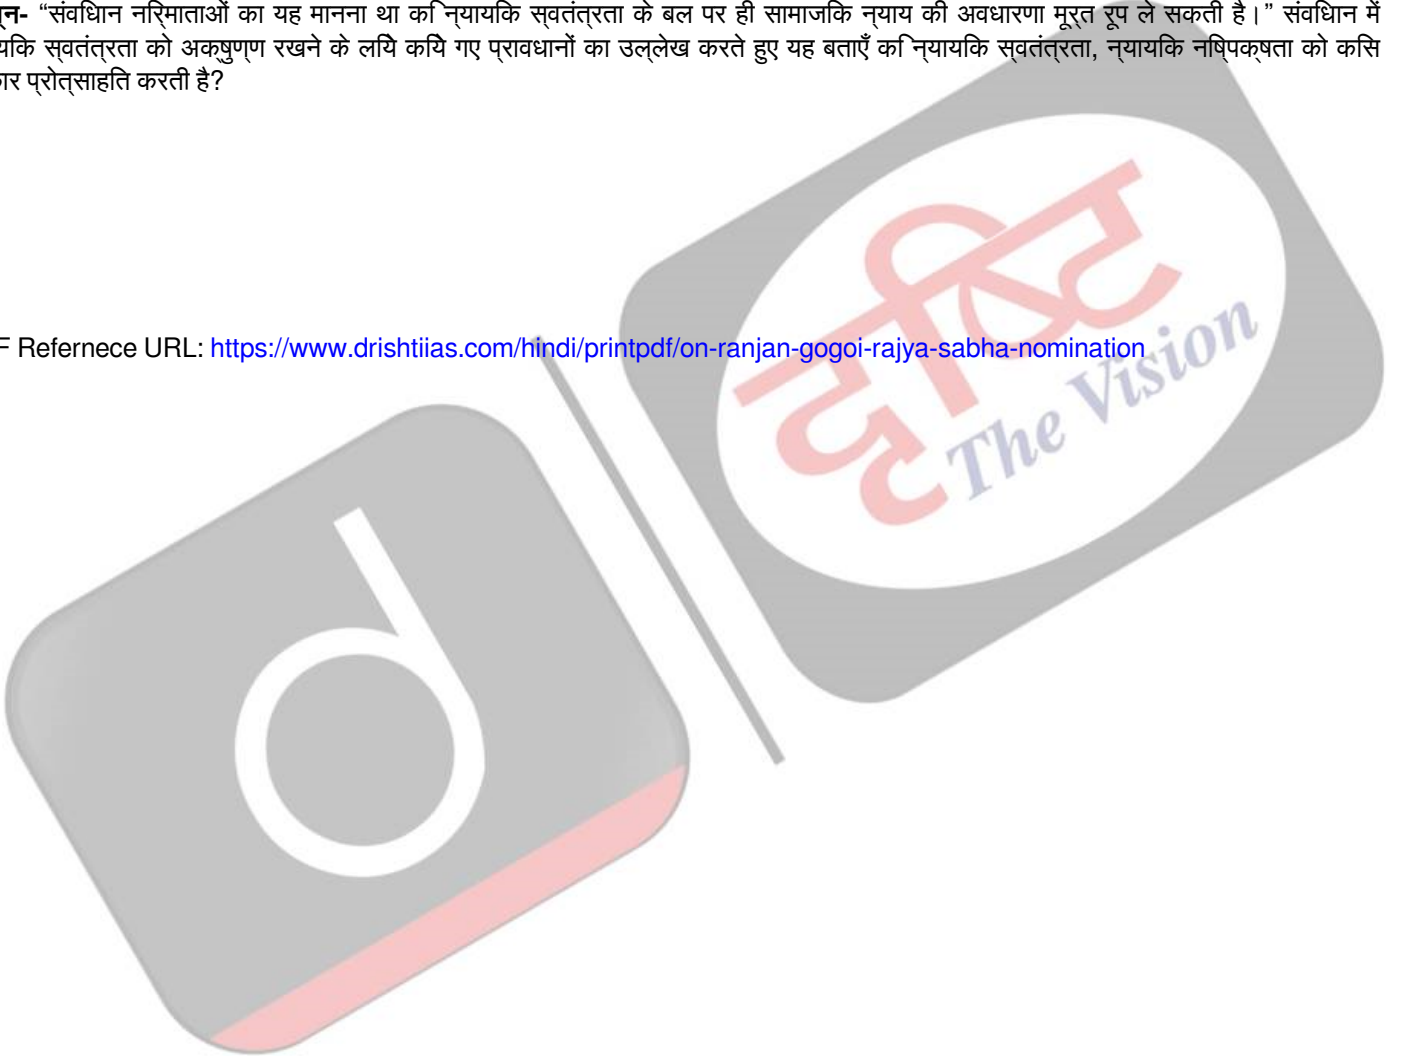 न- “संविधान निर्माताओं का यह मानना था कि न्यायिक स्वतंत्रता के बल पर ही सामाजिक न्याय की अवधारणा मूर्त रूप ले सकती है।” संविधान में
यिक स्वतंत्रता को अक्षुण्ण रखने के लिये किये गए प्रावधानों का उल्लेख करते हुए यह बताएँ कि न्यायिक स्वतंत्रता, न्यायिक निष्पिक्षता को किस
ार प्रोत्साहित करती है?
F Refernece URL: https://www.drishtiias.com/hindi/printpdf/on-ranjan-gogoi-rajya-sabha-nomination
दृष्टि
The Vision
d